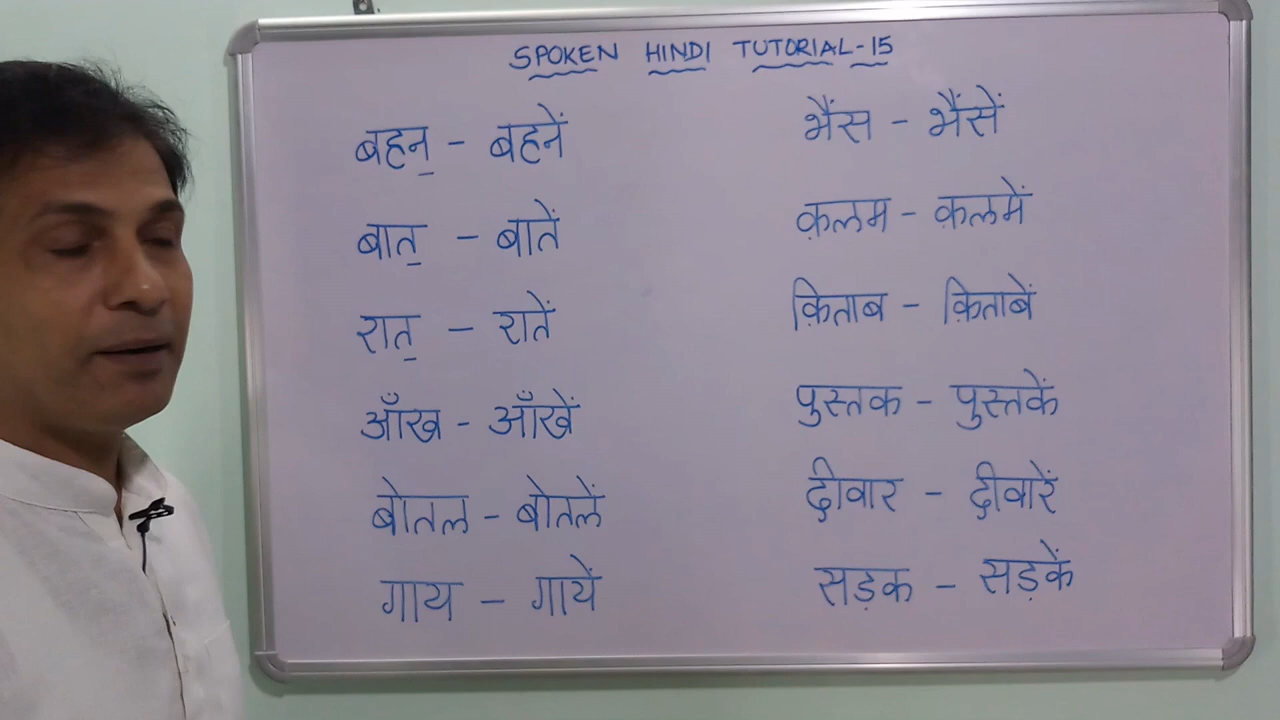 SPOKEN HINDI TUTORIAL-15
बहन - बहनें
बात - बातें
रात - रातें
आँख - आँखें
बोतल - बोतलें
गाय - गायें
भैंस - भैंसें
क़लम - क़लमें
क़िताब - क़िताबें
पुस्तक - पुस्तकें
दीवार - दीवारें
सड़क - सड़कें